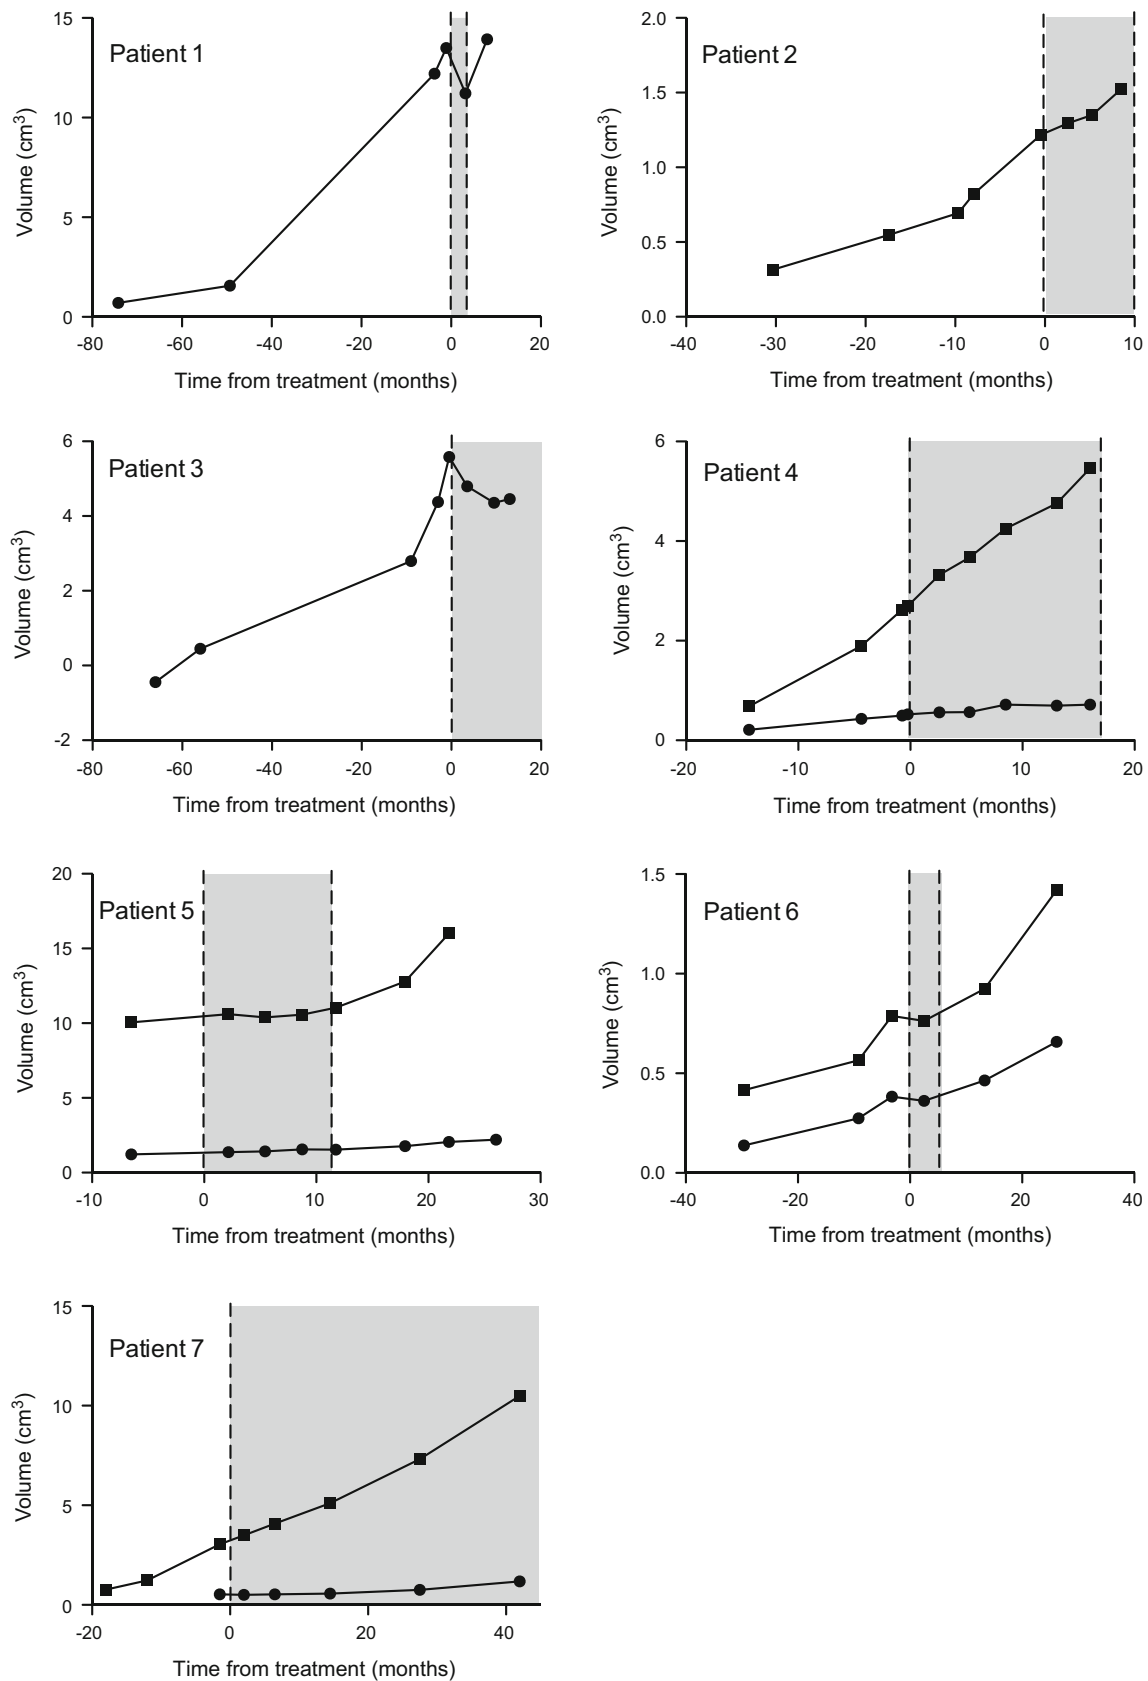 Patient 1
Volume (cm³)
15
10
5
0
-80 -60 -40 -20 0 20
Time from treatment (months)
Patient 2
Volume (cm³)
2.0
1.5
1.0
0.5
0.0
-40 -30 -20 -10 0 10
Time from treatment (months)
Patient 3
Volume (cm³)
6
4
2
0
-2
-80 -60 -40 -20 0 20
Time from treatment (months)
Patient 4
Volume (cm³)
6
4
2
0
-20 -10 0 10 20
Time from treatment (months)
Patient 5
Volume (cm³)
20
15
10
5
0
-10 0 10 20 30
Time from treatment (months)
Patient 6
Volume (cm³)
1.5
1.0
0.5
0.0
-40 -20 0 20 40
Time from treatment (months)
Patient 7
Volume (cm³)
15
10
5
0
-20 0 20 40
Time from treatment (months)